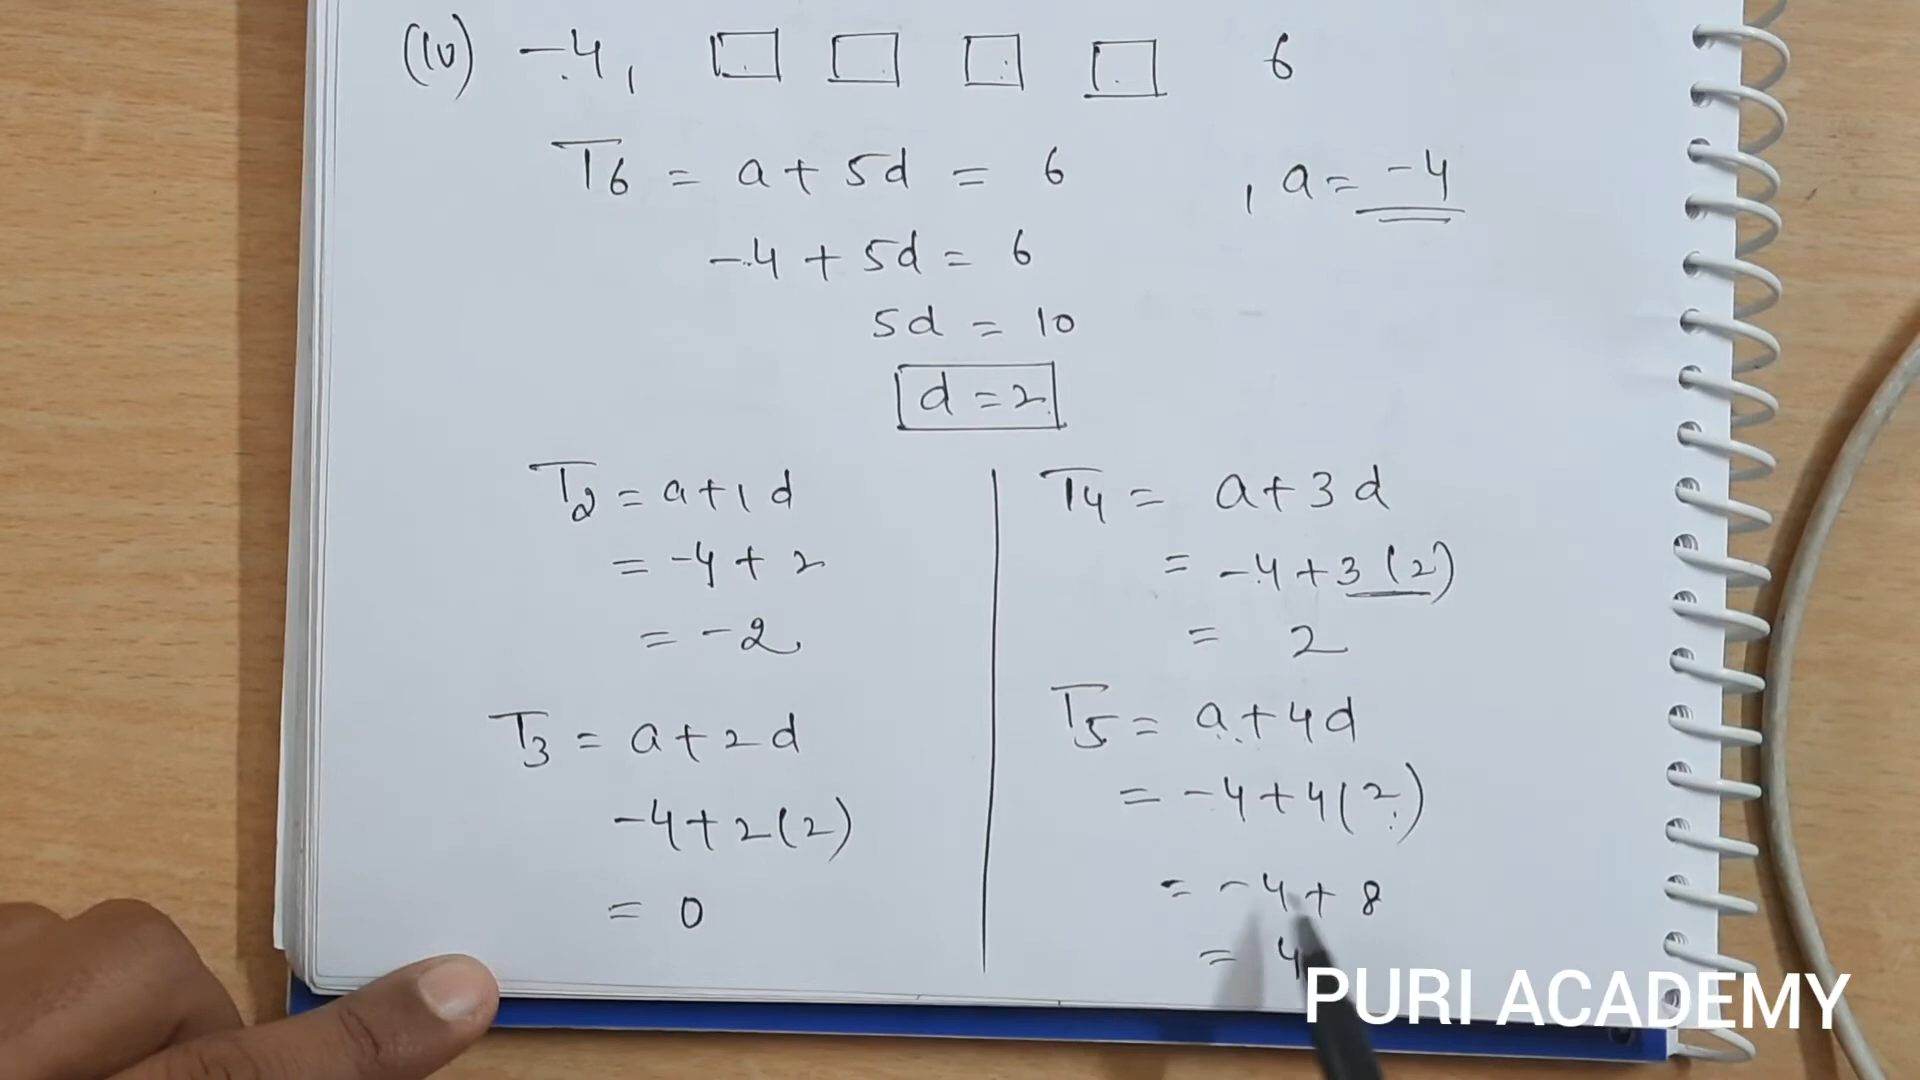 (iv) -4, □ □ □ □ 6
T6 = a + 5d = 6 , a = -4
-4 + 5d = 6
5d = 10
d = 2
T2 = a + 1d
= -4 + 2
= -2
T3 = a + 2d
-4 + 2(2)
= 0
T4 = a + 3d
= -4 + 3(2)
= 2
T5 = a + 4d
= -4 + 4(2)
= -4 + 8
= 4
PURI ACADEMY